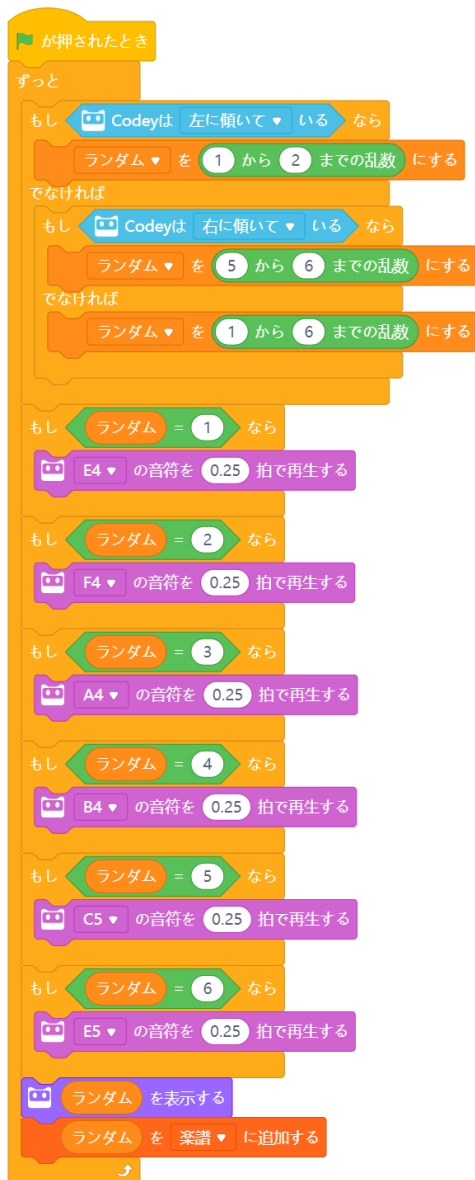 が押されたとき
ずっと
もし Codeyは 左に傾いて いる なら
ランダム を 1 から 2 までの乱数 にする
でなければ
もし Codeyは 右に傾いて いる なら
ランダム を 5 から 6 までの乱数 にする
でなければ
ランダム を 1 から 6 までの乱数 にする
もし ランダム = 1 なら
E4 の音符を 0.25 拍で再生する
もし ランダム = 2 なら
F4 の音符を 0.25 拍で再生する
もし ランダム = 3 なら
A4 の音符を 0.25 拍で再生する
もし ランダム = 4 なら
B4 の音符を 0.25 拍で再生する
もし ランダム = 5 なら
C5 の音符を 0.25 拍で再生する
もし ランダム = 6 なら
E5 の音符を 0.25 拍で再生する
ランダム を表示する
ランダム を 楽譜 に追加する